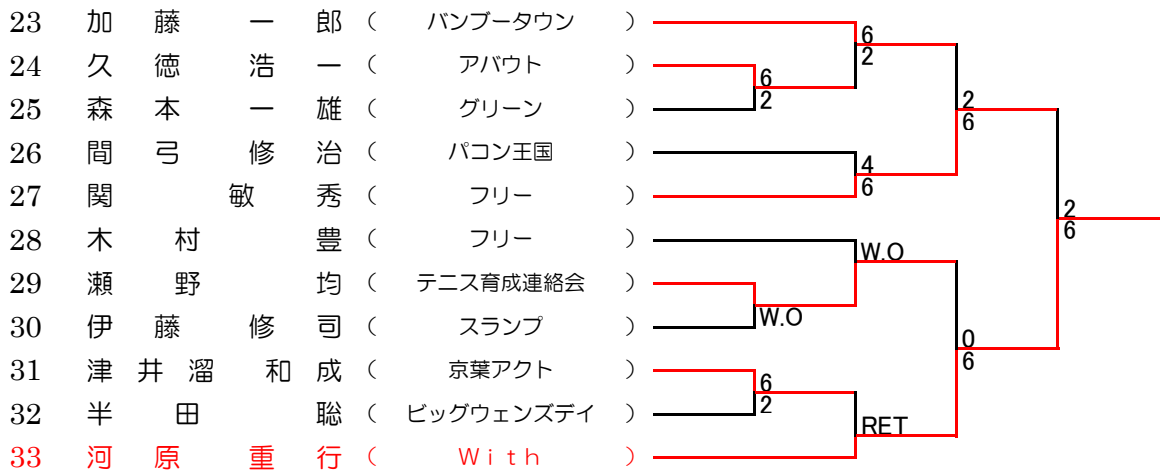 23 加藤 一郎 ( バンブータウン ) 6
24 久徳 浩一 ( アバウト ) 6 2
25 森本 一雄 ( グリーン ) 2 2 6
26 間弓 修治 ( パコン王国 ) 4
27 関 敏秀 ( フリー ) 6
28 木村 豊 ( フリー ) W.O 2 6
29 瀬野 均 ( テニス育成連絡会 )
30 伊藤 修司 ( スランプ ) W.O 0 6
31 津井溜 和成 ( 京葉アクト ) 6
32 半田 聡 ( ビッグウェンズデイ ) 2 RET
33 河原 重行 ( With )